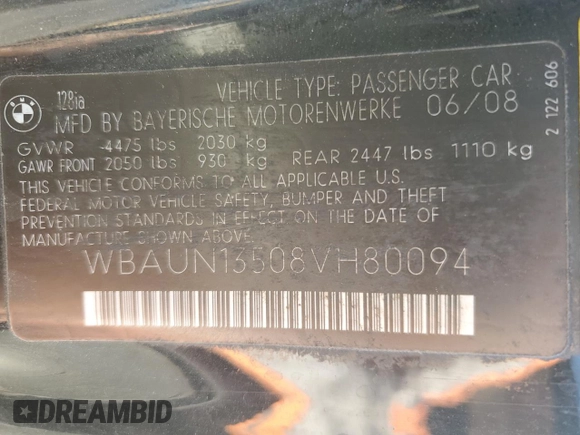 BMW
128ia VEHICLE TYPE: PASSENGER CAR
MFD BY BAYERISCHE MOTORENWERKE 06/08
GVWR 4475 lbs 2030 kg
GAWR FRONT 2050 lbs 930 kg REAR 2447 lbs 1110 kg
THIS VEHICLE CONFORMS TO ALL APPLICABLE U.S.
FEDERAL MOTOR VEHICLE SAFETY, BUMPER AND THEFT
PREVENTION STANDARDS IN EFFECT ON THE DATE OF
MANUFACTURE SHOWN ABOVE.
WBAUN13508VH80094
2 122 606
DREAMBID